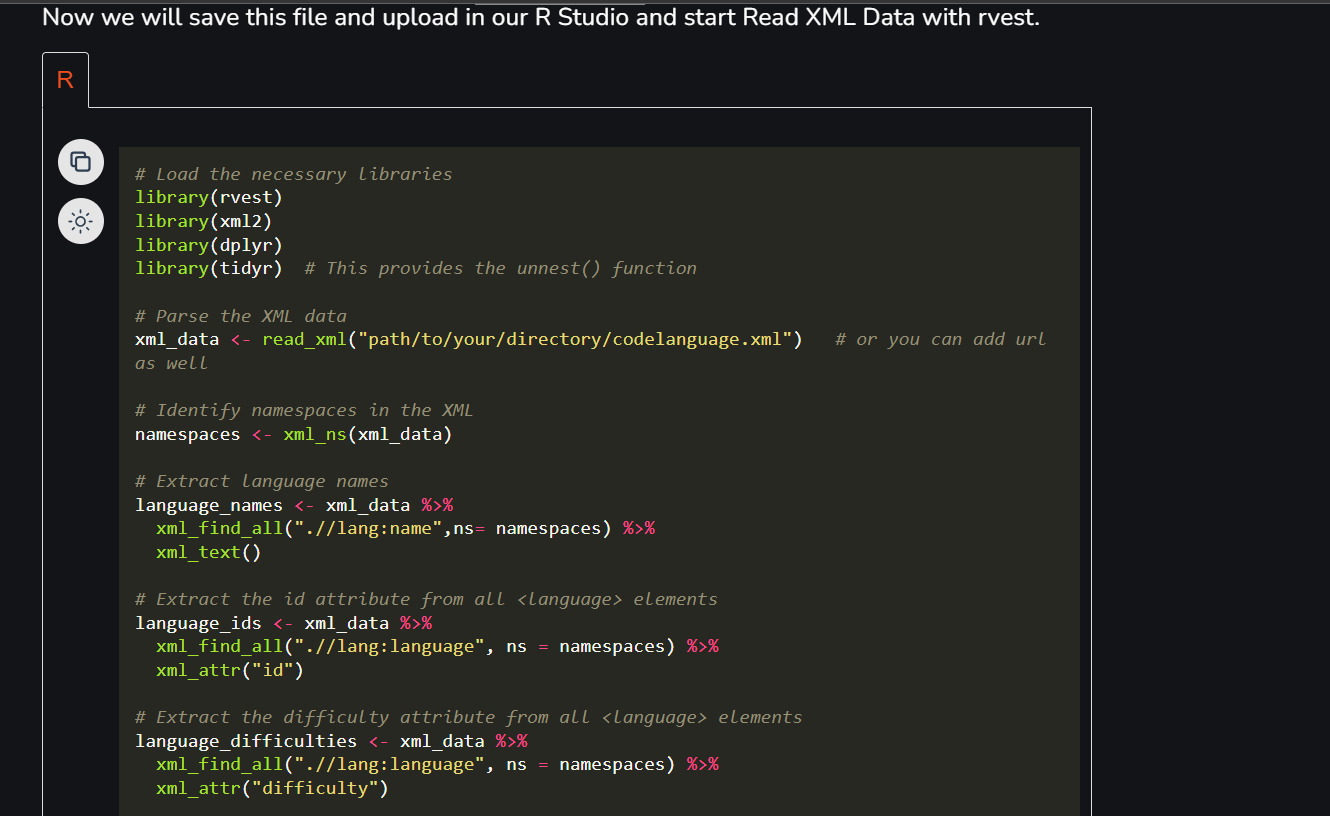 Now we will save this file and upload in our R Studio and start Read XML Data with rvest.
R
# Load the necessary libraries
library(rvest)
library(xml2)
library(dplyr)
library(tidyr)  # This provides the unnest() function
# Parse the XML data
xml_data <- read_xml("path/to/your/directory/codelanguage.xml")   # or you can add url
as well
# Identify namespaces in the XML
namespaces <- xml_ns(xml_data)
# Extract language names
language_names <- xml_data %>%
  xml_find_all(".//lang:name",ns= namespaces) %>%
  xml_text()
# Extract the id attribute from all <language> elements
language_ids <- xml_data %>%
  xml_find_all(".//lang:language", ns = namespaces) %>%
  xml_attr("id")
# Extract the difficulty attribute from all <language> elements
language_difficulties <- xml_data %>%
  xml_find_all(".//lang:language", ns = namespaces) %>%
  xml_attr("difficulty")